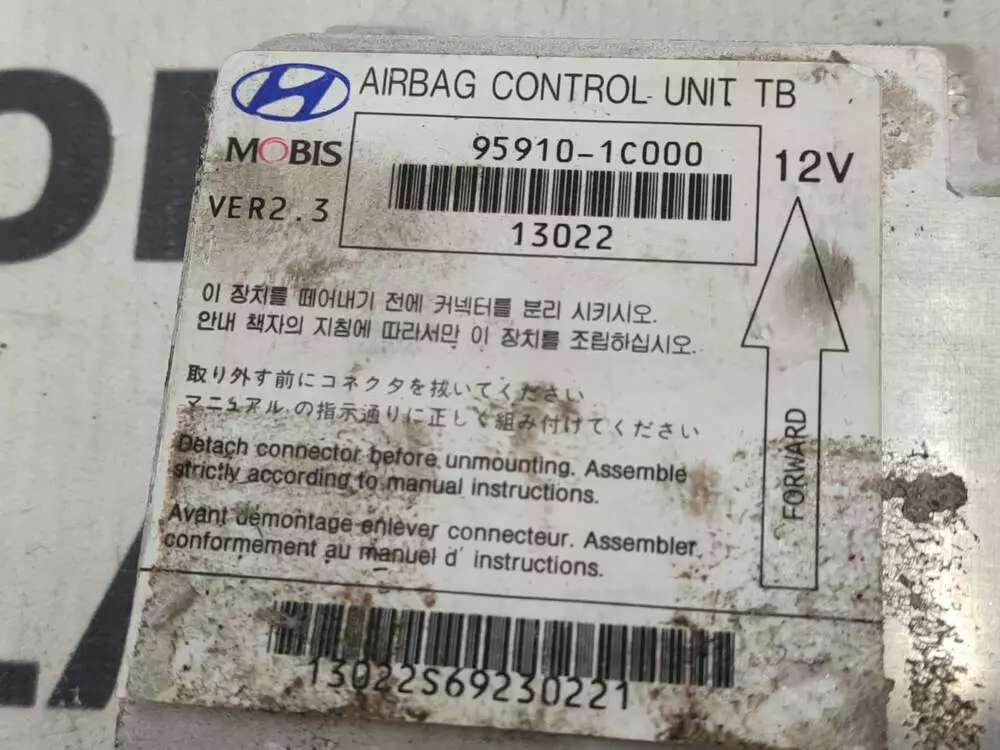 AIRBAG CONTROL UNIT TB
MOBIS
95910-1C000
12V
VER2.3
13022
이 장치를 떼어내기 전에 커넥터를 분리 시키시오.
안내 책자의 지침에 따라서만 이 장치를 조립하십시오.
取り外す前にコネクタを抜いてください
マニュアル の指示通りに正しく組み付けてください
Detach connector before unmounting. Assemble
strictly according to manual instructions.
FORWARD
Avant démontage enlever connecteur. Assembler
conformement au manuel d' instructions.
13022S69230221